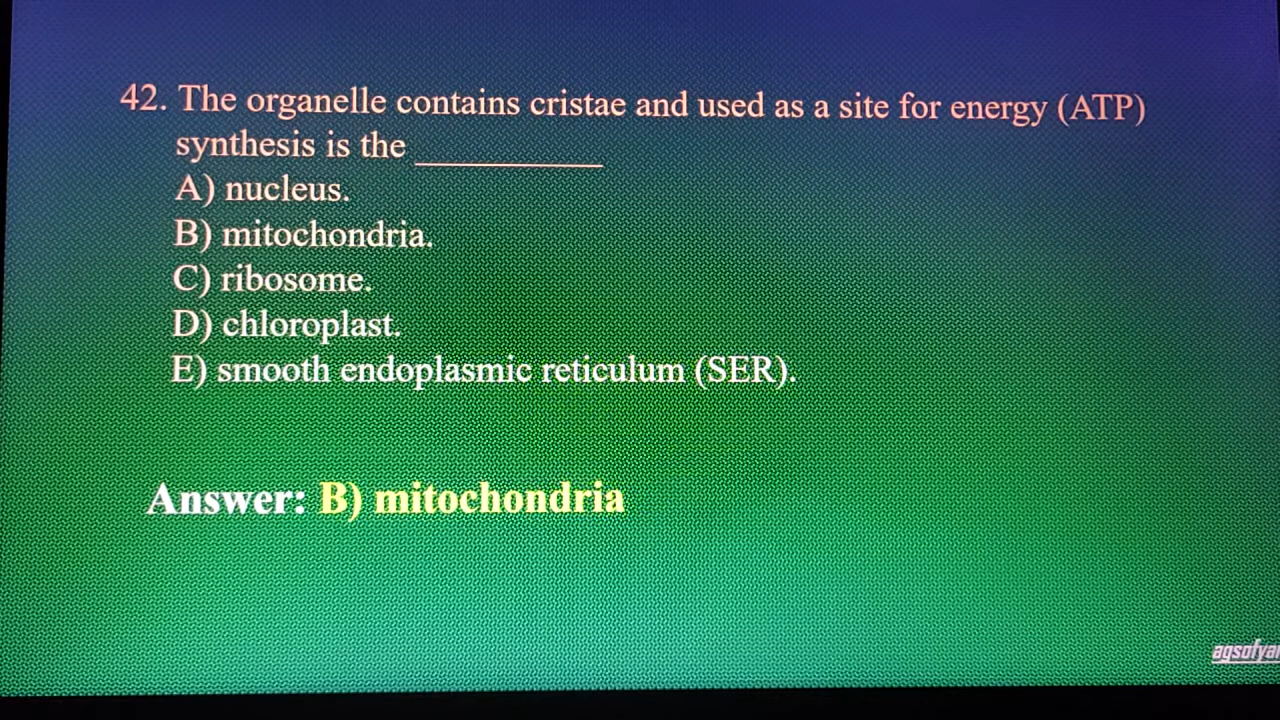 42. The organelle contains cristae and used as a site for energy (ATP)
synthesis is the __________
A) nucleus.
B) mitochondria.
C) ribosome.
D) chloroplast.
E) smooth endoplasmic reticulum (SER).
Answer: B) mitochondria